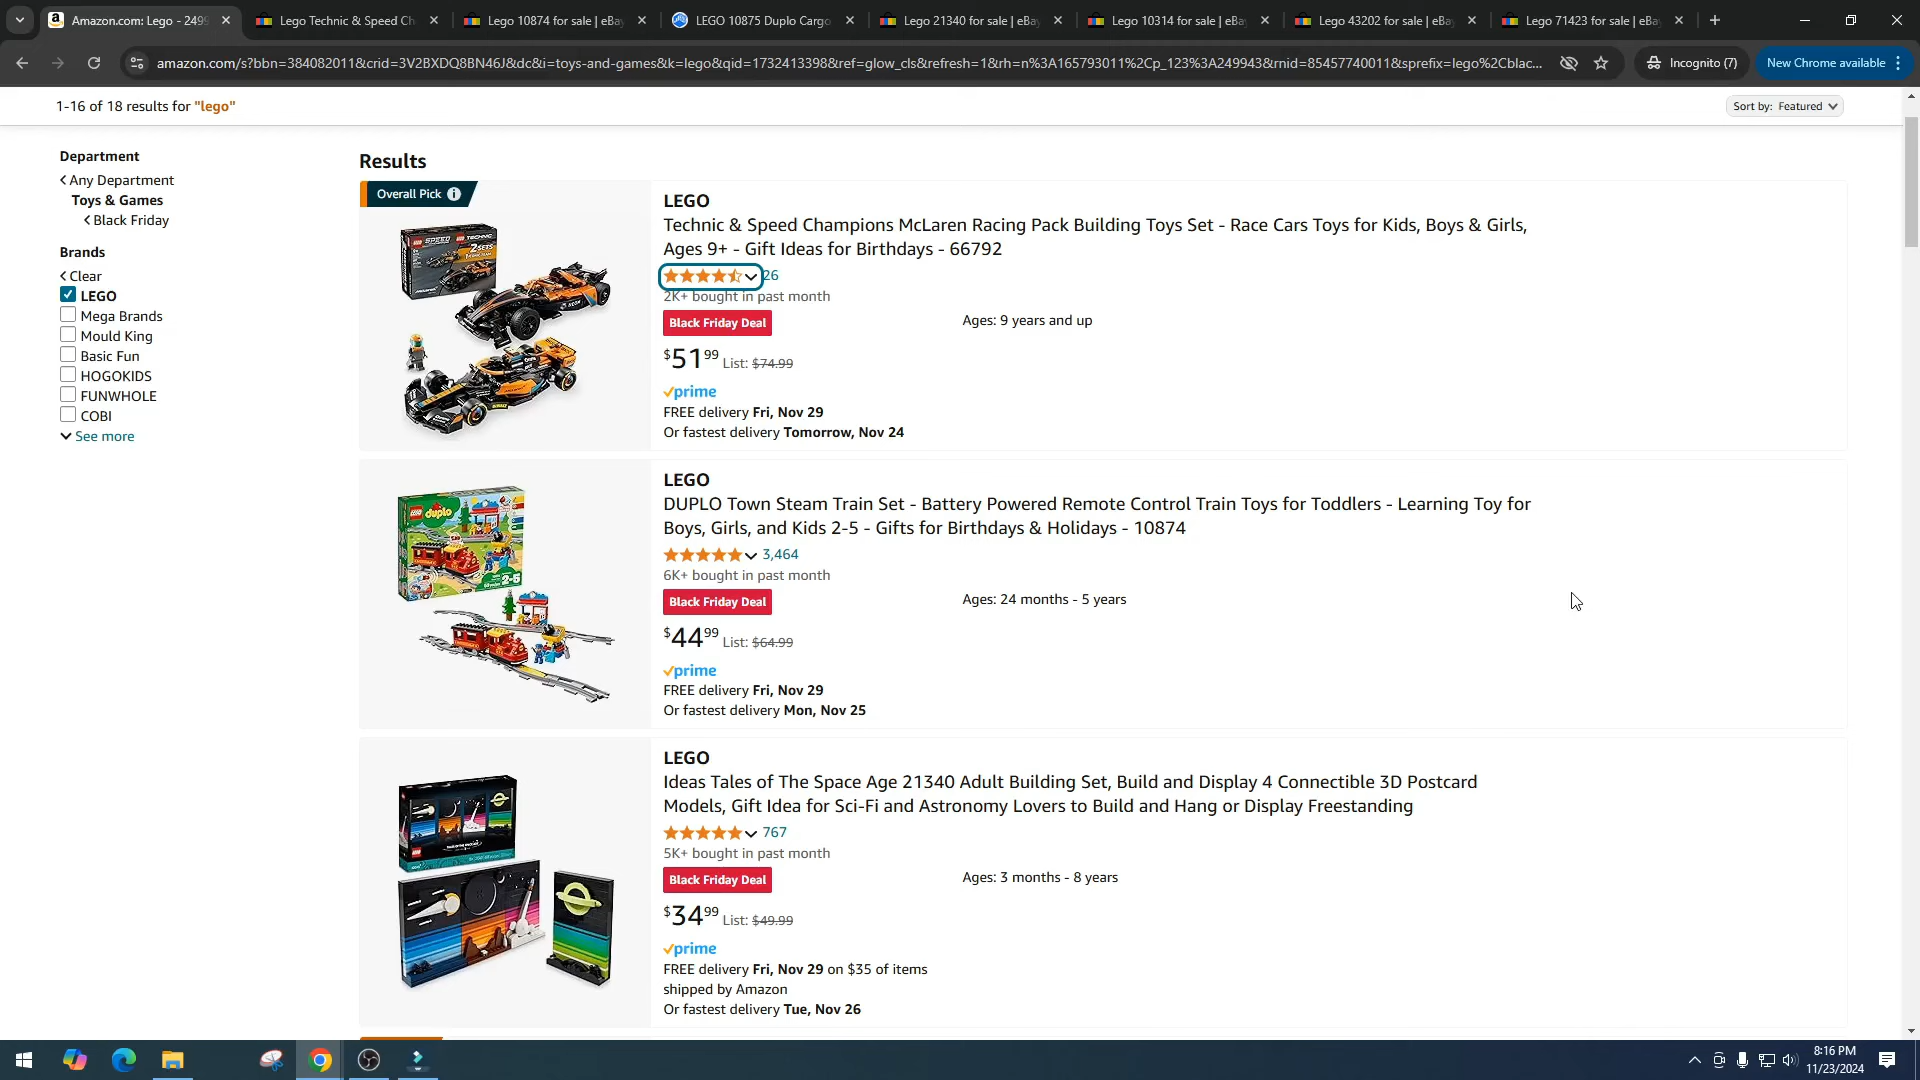 Amazon.com: Lego - 2499
Lego Technic & Speed Ch
Lego 10874 for sale | eBay
LEGO 10875 Duplo Cargo
Lego 21340 for sale | eBay
Lego 10314 for sale | eBay
Lego 43202 for sale | eBay
Lego 71423 for sale | eBay
amazon.com/s?bbn=384082011&crid=3V2BXDQ8BN46J&dc&i=toys-and-games&k=lego&qid=1732413398&ref=glow_cls&refresh=1&rh=n%3A165793011%2Cp_123%3A249943&rnid=85457740011&sprefix=lego%2Cblac...
Incognito (7)
New Chrome available
1-16 of 18 results for "lego"
Sort by: Featured
Department
Any Department
Toys & Games
Black Friday
Brands
Clear
LEGO
Mega Brands
Mould King
Basic Fun
HOGOKIDS
FUNWHOLE
COBI
See more
Results
Overall Pick
LEGO
Technic & Speed Champions McLaren Racing Pack Building Toys Set - Race Cars Toys for Kids, Boys & Girls,
Ages 9+ - Gift Ideas for Birthdays - 66792
26
2K+ bought in past month
Black Friday Deal
Ages: 9 years and up
$51.99 List: $74.99
prime
FREE delivery Fri, Nov 29
Or fastest delivery Tomorrow, Nov 24
LEGO
DUPLO Town Steam Train Set - Battery Powered Remote Control Train Toys for Toddlers - Learning Toy for
Boys, Girls, and Kids 2-5 - Gifts for Birthdays & Holidays - 10874
3,464
6K+ bought in past month
Black Friday Deal
Ages: 24 months - 5 years
$44.99 List: $64.99
prime
FREE delivery Fri, Nov 29
Or fastest delivery Mon, Nov 25
LEGO
Ideas Tales of The Space Age 21340 Adult Building Set, Build and Display 4 Connectible 3D Postcard
Models, Gift Idea for Sci-Fi and Astronomy Lovers to Build and Hang or Display Freestanding
767
5K+ bought in past month
Black Friday Deal
Ages: 3 months - 8 years
$34.99 List: $49.99
prime
FREE delivery Fri, Nov 29 on $35 of items
shipped by Amazon
Or fastest delivery Tue, Nov 26
8:16 PM
11/23/2024